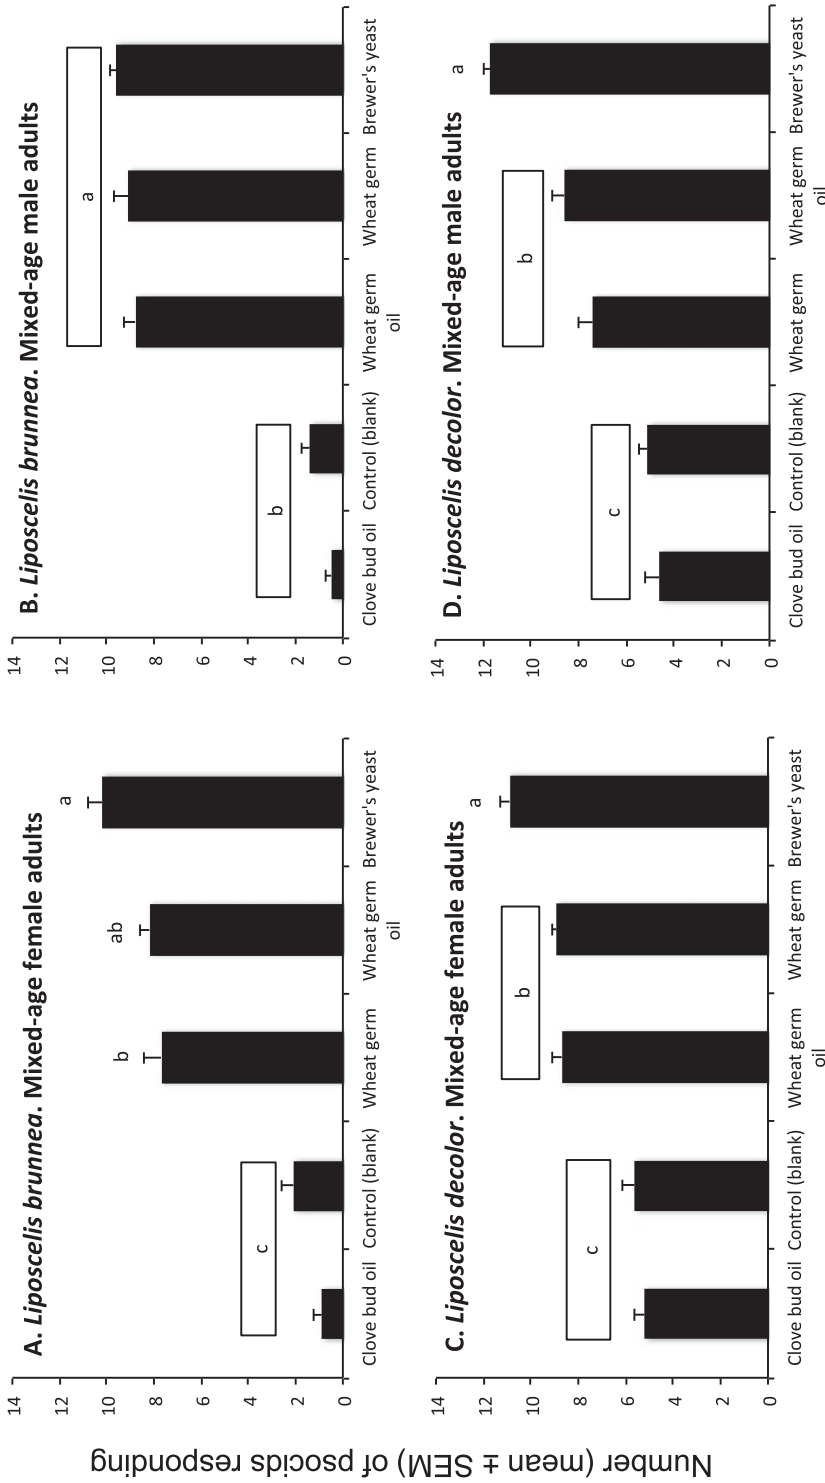 Number (mean ± SEM) of psocids responding
A. Liposcelis brunnea. Mixed-age female adults
14
12
10
8
6
4
2
0
c
b
ab
a
Clove bud oil Control (blank) Wheat germ Wheat germ Brewer's yeast
oil
B. Liposcelis brunnea. Mixed-age male adults
14
12
10
8
6
4
2
0
b
a
Clove bud oil Control (blank) Wheat germ Wheat germ Brewer's yeast
oil
C. Liposcelis decolor. Mixed-age female adults
14
12
10
8
6
4
2
0
c
b
a
Clove bud oil Control (blank) Wheat germ Wheat germ Brewer's yeast
oil
D. Liposcelis decolor. Mixed-age male adults
14
12
10
8
6
4
2
0
c
b
a
Clove bud oil Control (blank) Wheat germ Wheat germ Brewer's yeast
oil